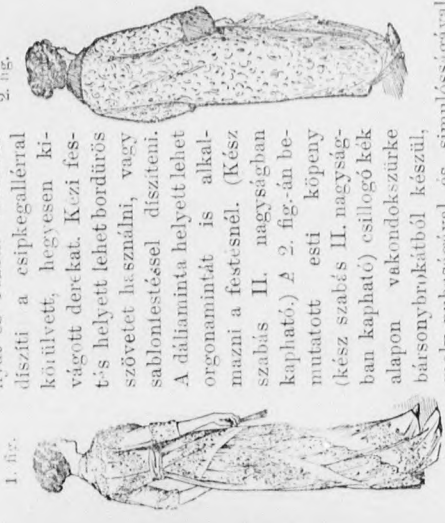 1. fig.
2. fig.
díszíti a csipkegallérral
körülvett, hegyesen ki-
vágott derekat. Kézi fes-
tés helyett lehet bordürös
szövetet használni, vagy
sablonfestéssel díszíteni.
A dáliaminta helyett lehet
orgonamintát is alkal-
mazni a festésnél. (Kész
szabás II. nagyságban
kapható.) A 2. fig.-án be-
mutatott esti köpeny
(kész szabás II. nagyság-
ban kapható) csillogó kék
alapon vakondokszürke
bársonybrokátból készül,